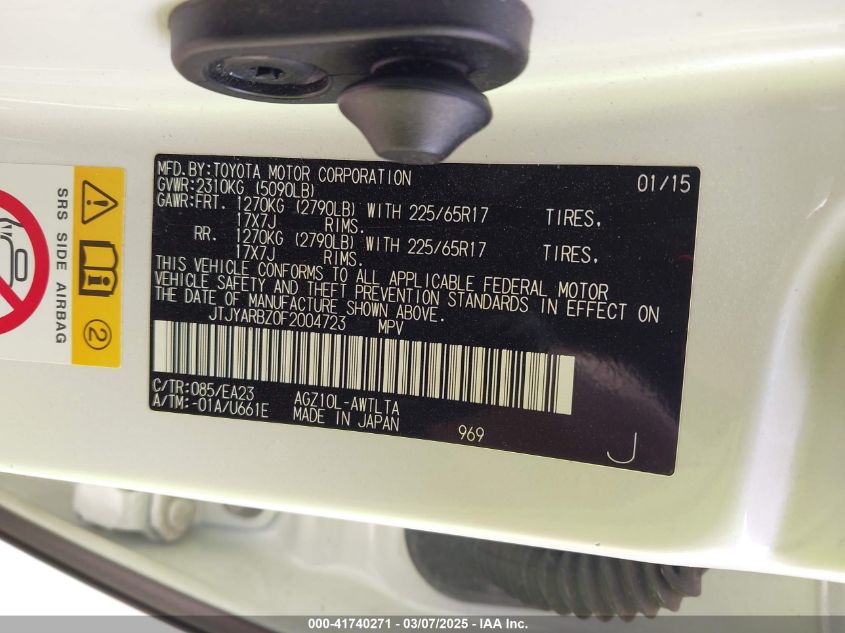 MFD.BY:TOYOTA MOTOR CORPORATION 01/15
GVWR:2310KG (5090LB)
GAWR:FRT. 1270KG (2790LB) WITH 225/65R17 TIRES,
17X7J RIMS.
RR. 1270KG (2790LB) WITH 225/65R17 TIRES,
17X7J RIMS.
THIS VEHICLE CONFORMS TO ALL APPLICABLE FEDERAL MOTOR
VEHICLE SAFETY AND THEFT PREVENTION STANDARDS IN EFFECT ON
THE DATE OF MANUFACTURE SHOWN ABOVE.
JTJYARBZ0F2004723 MPV
C/TR:085/EA23 AGZ10L-AWTLTA
A/TM:-01A/U661E MADE IN JAPAN
969
J
SRS SIDE AIRBAG
2
000-41740271 - 03/07/2025 - IAA Inc.